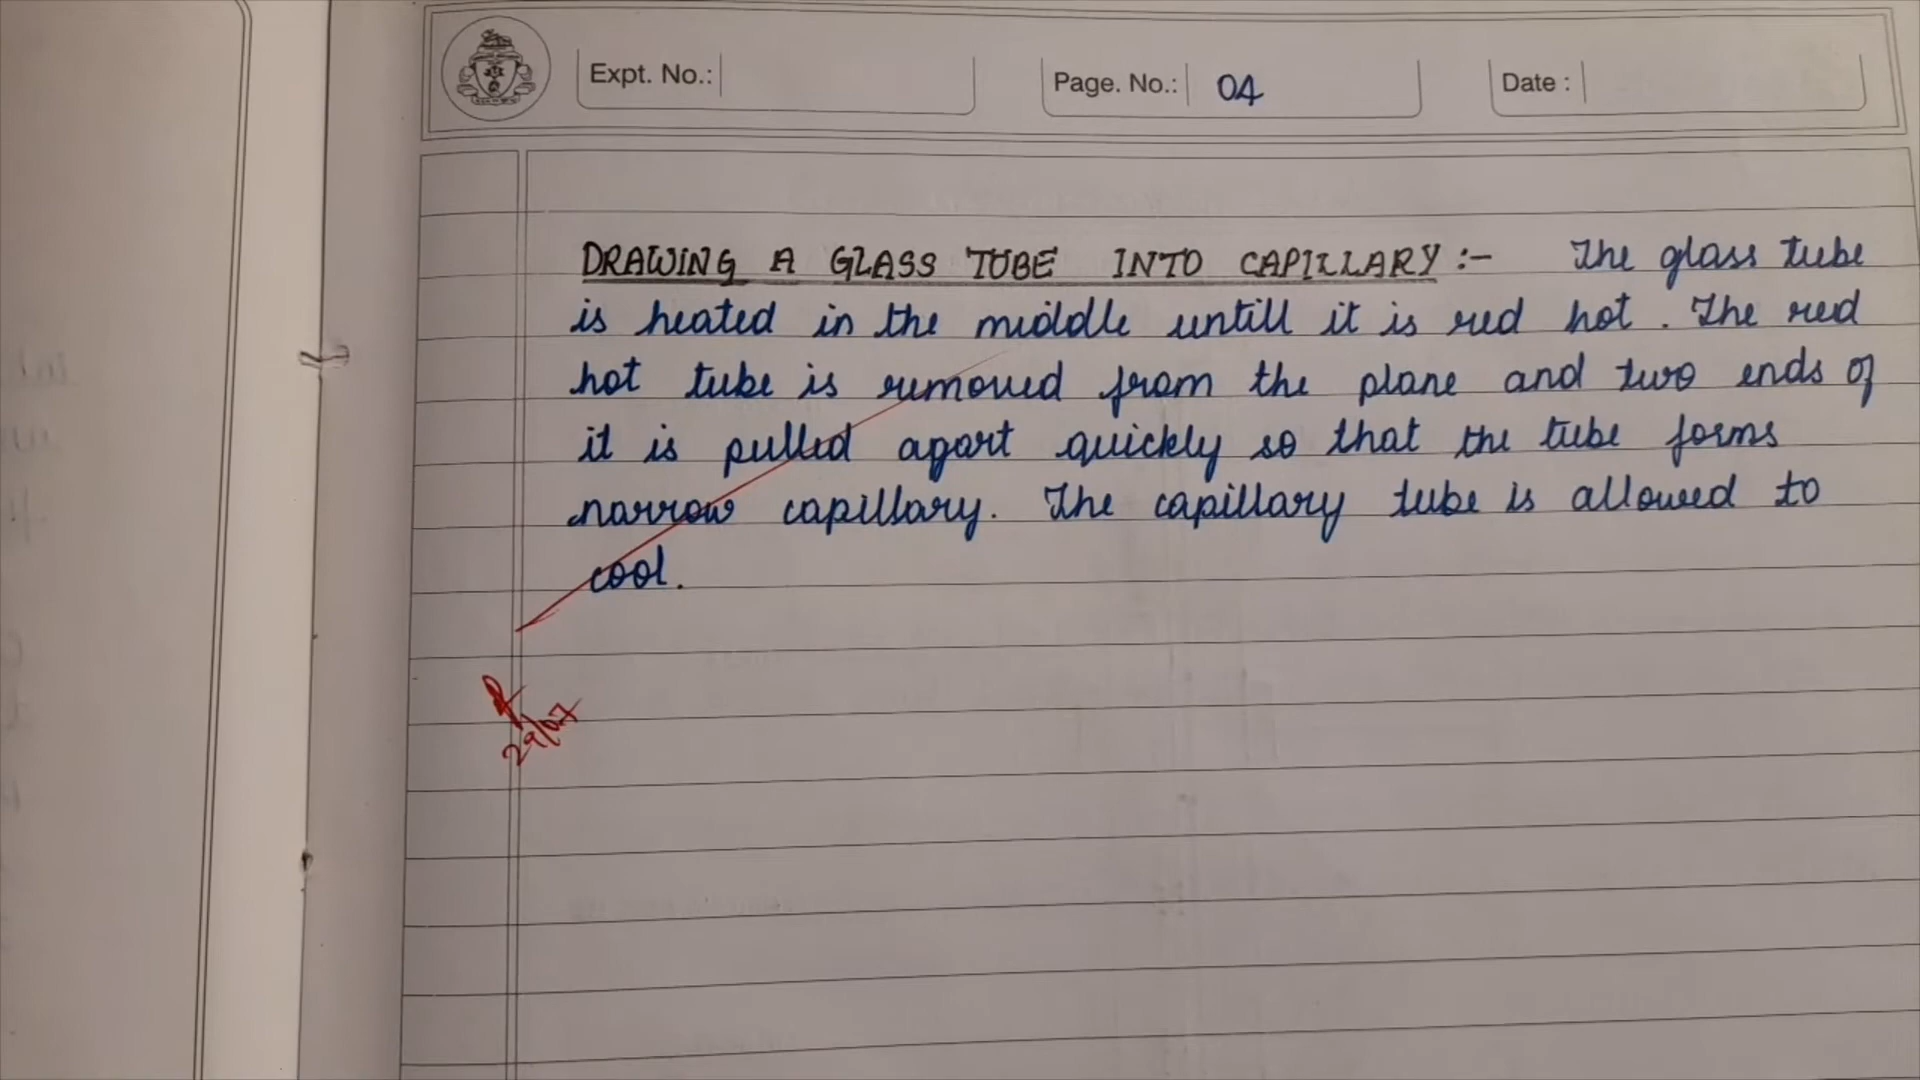 Expt. No.:
Page. No.: 04
Date :
DRAWING A GLASS TUBE INTO CAPILLARY :- The glass tube
is heated in the middle untill it is red hot. The red
hot tube is removed from the plane and two ends of
it is pulled apart quickly so that the tube forms
narrow capillary. The capillary tube is allowed to
cool.
29/07